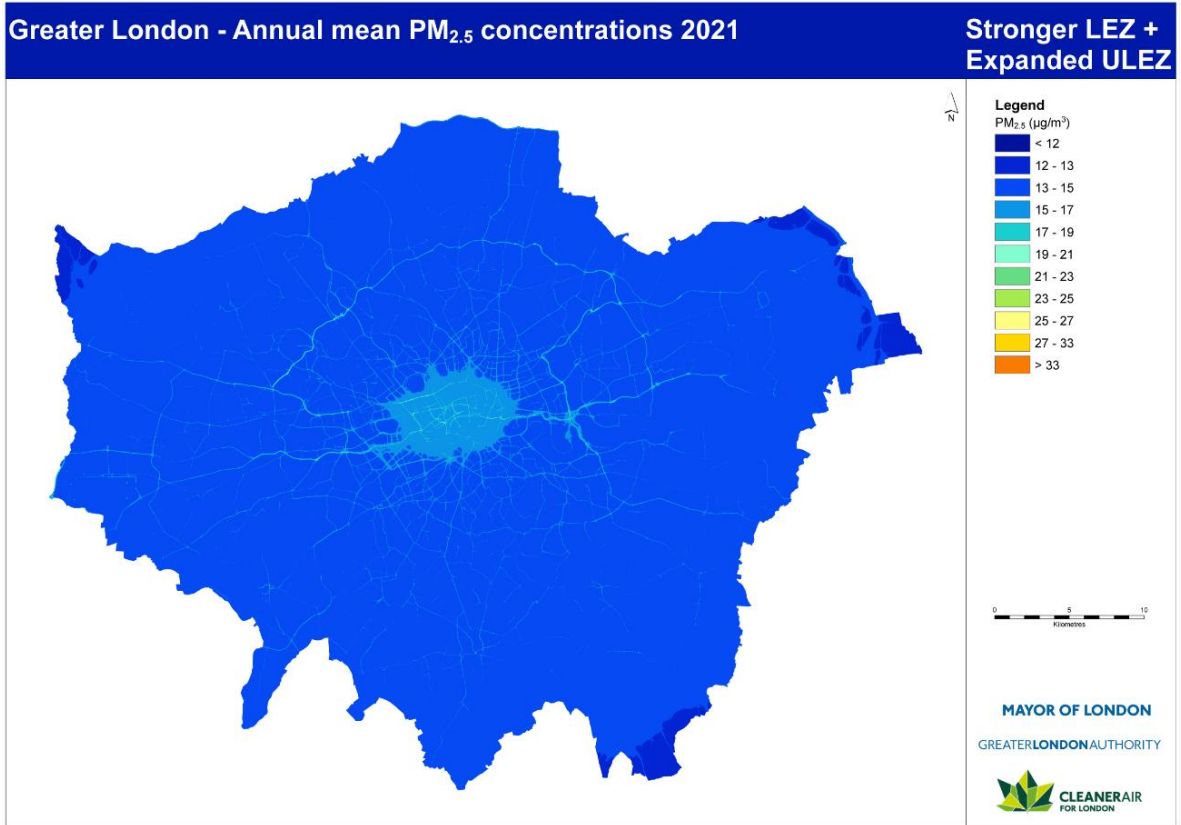 Greater London - Annual mean PM2.5 concentrations 2021
Stronger LEZ +
Expanded ULEZ
N
Legend
PM2.5 (µg/m³)
< 12
12 - 13
13 - 15
15 - 17
17 - 19
19 - 21
21 - 23
23 - 25
25 - 27
27 - 33
> 33
0 5 10
Kilometres
MAYOR OF LONDON
GREATERLONDONAUTHORITY
CLEANERAIR
FOR LONDON